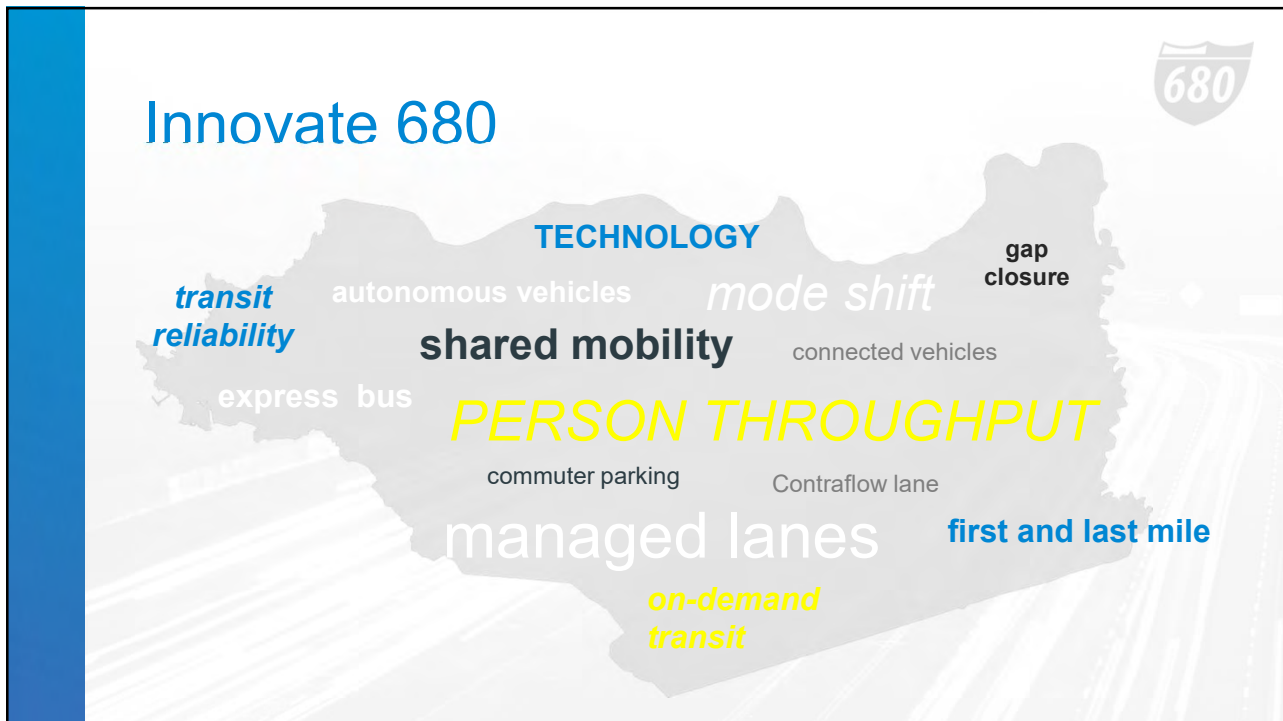 680
Innovate 680
TECHNOLOGY
gap
closure
transit
reliability
autonomous vehicles
mode shift
shared mobility
connected vehicles
express bus
PERSON THROUGHPUT
commuter parking
Contraflow lane
managed lanes
first and last mile
on-demand
transit